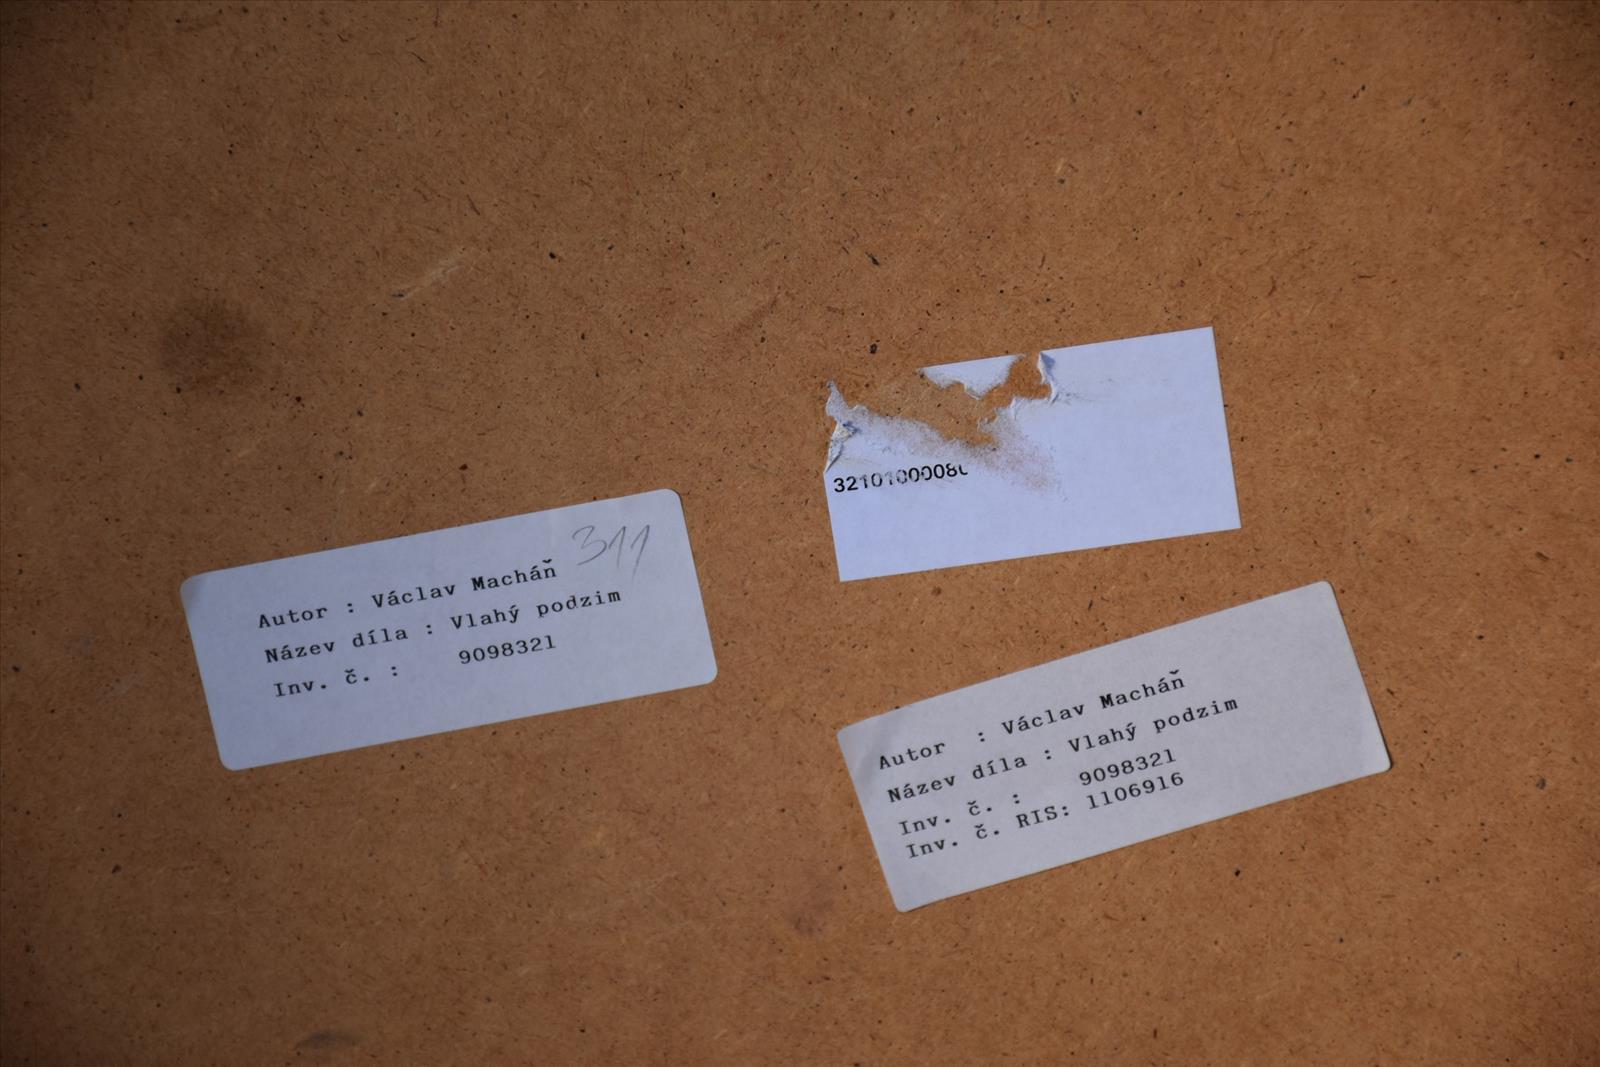 3210100008
311
Autor : Václav Macháň
Název díla : Vlahý podzim
Inv. č. : 9098321
Autor : Václav Macháň
Název díla : Vlahý podzim
Inv. č. : 9098321
Inv. č. RIS: 1106916